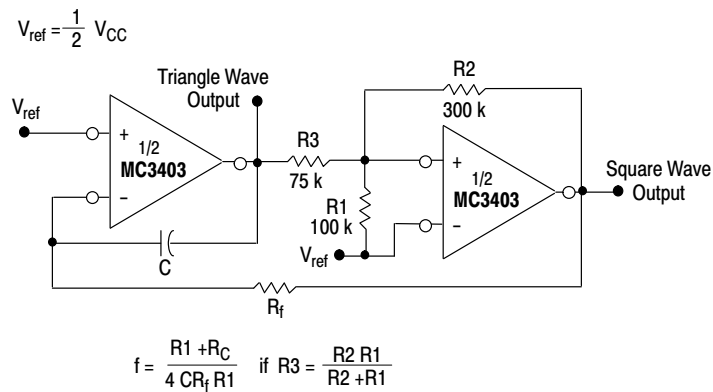 V_ref = 1/2 V_CC
Triangle Wave
Output
V_ref
+
1/2
MC3403
−
C
R3
75 k
R2
300 k
R1
100 k
V_ref
+
1/2
MC3403
−
Square Wave
Output
R_f
f = R1 +R_C / 4 CR_f R1 if R3 = R2 R1 / R2 +R1